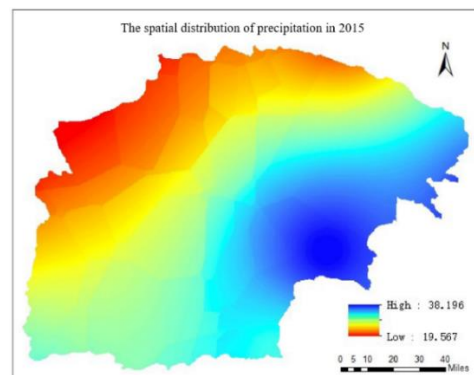 The spatial distribution of precipitation in 2015
N
High : 38.196
Low : 19.567
0 5 10 20 30 40
Miles